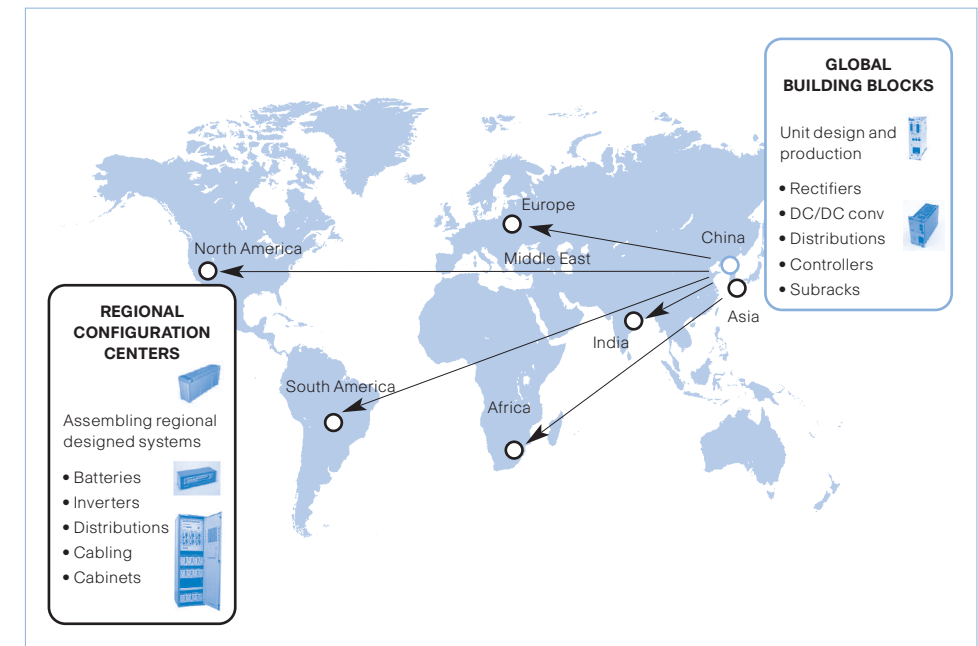 GLOBAL
BUILDING BLOCKS
Unit design and
production
• Rectifiers
• DC/DC conv
• Distributions
• Controllers
• Subracks
Europe
China
North America
Middle East
Asia
India
South America
Africa
REGIONAL
CONFIGURATION
CENTERS
Assembling regional
designed systems
• Batteries
• Inverters
• Distributions
• Cabling
• Cabinets